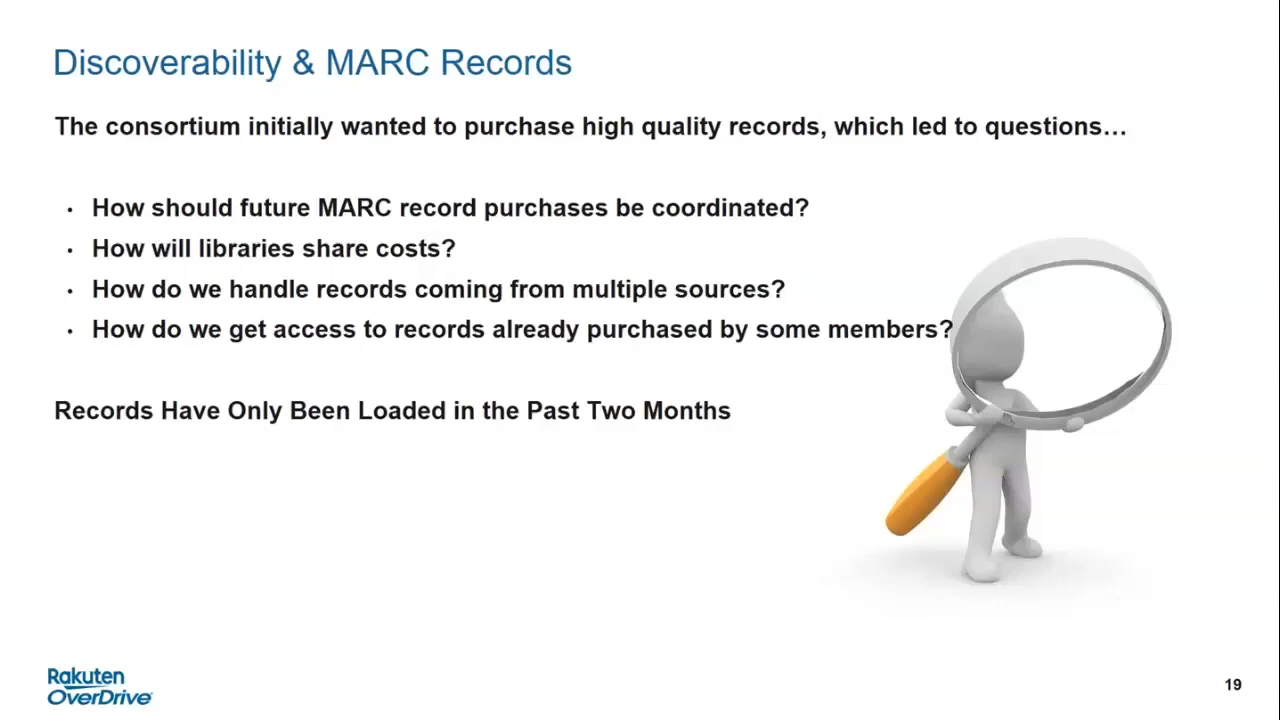 Discoverability & MARC Records
The consortium initially wanted to purchase high quality records, which led to questions…
• How should future MARC record purchases be coordinated?
• How will libraries share costs?
• How do we handle records coming from multiple sources?
• How do we get access to records already purchased by some members?
Records Have Only Been Loaded in the Past Two Months
Rakuten
OverDrive
19